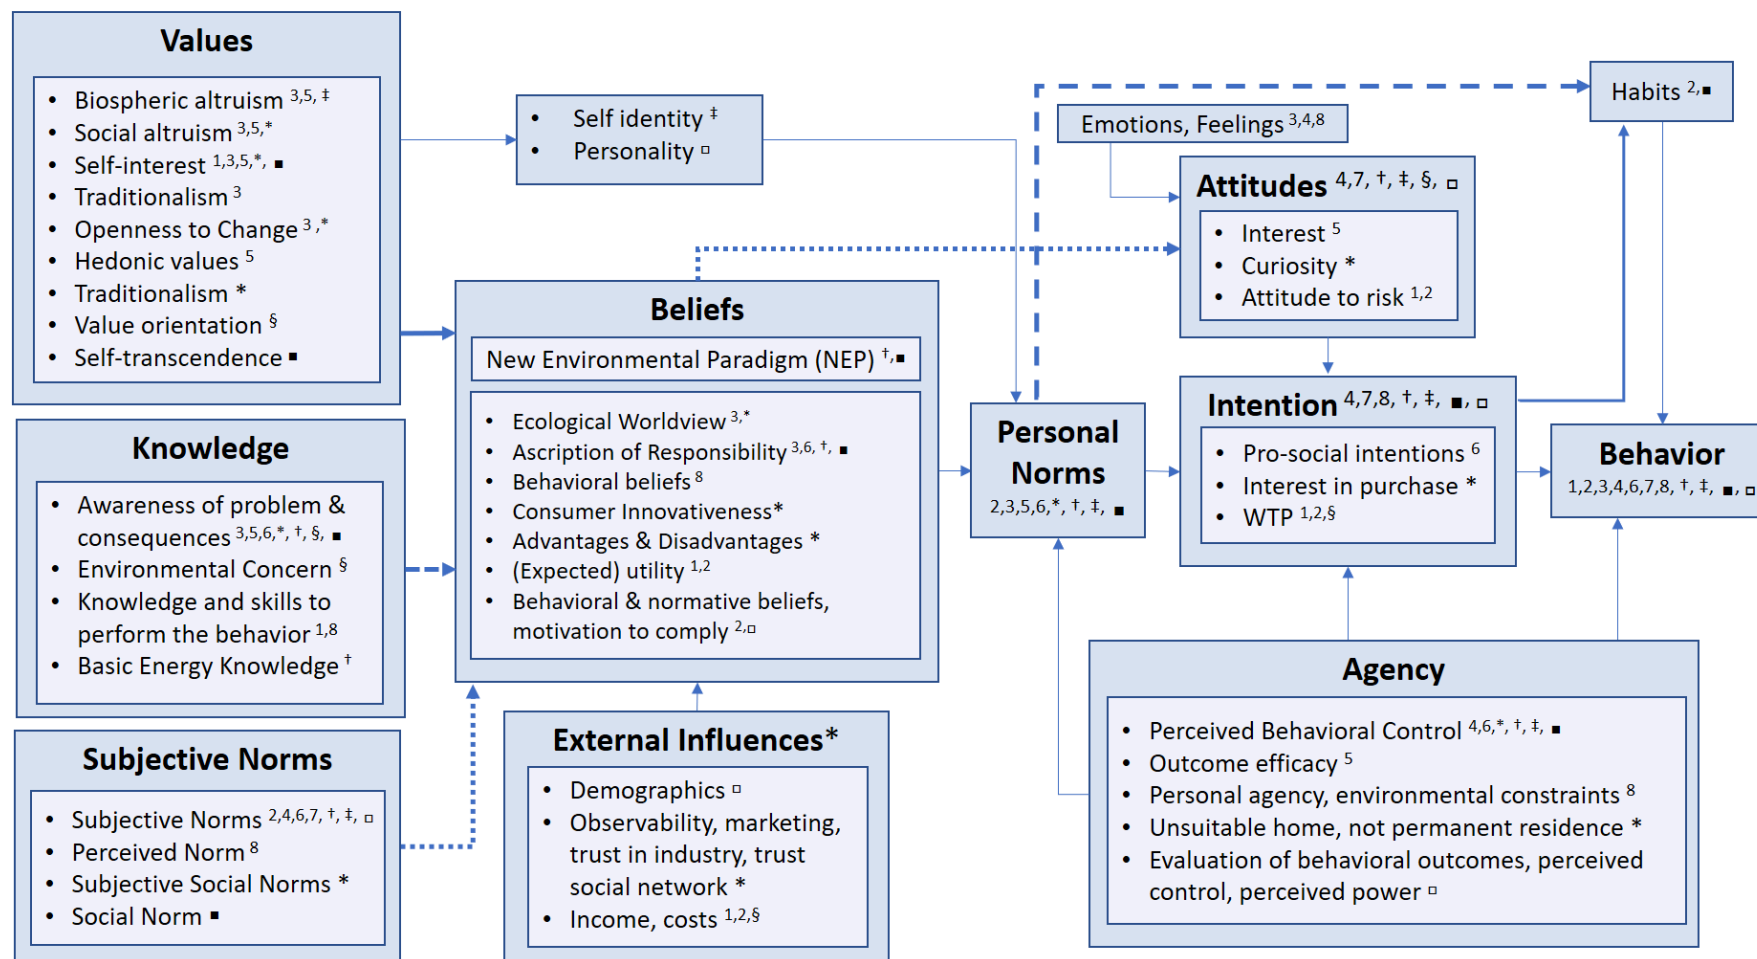 Values
• Biospheric altruism 3,5, ‡
• Social altruism 3,5,*
• Self-interest 1,3,5,*, ■
• Traditionalism 3
• Openness to Change 3 ,*
• Hedonic values 5
• Traditionalism *
• Value orientation §
• Self-transcendence ■
Knowledge
• Awareness of problem &
consequences 3,5,6,*, †, §, ■
• Environmental Concern §
• Knowledge and skills to
perform the behavior 1,8
• Basic Energy Knowledge †
Subjective Norms
• Subjective Norms 2,4,6,7, †, ‡, □
• Perceived Norm 8
• Subjective Social Norms *
• Social Norm ■
• Self identity ‡
• Personality □
Beliefs
New Environmental Paradigm (NEP) †,■
• Ecological Worldview 3,*
• Ascription of Responsibility 3,6, †, ■
• Behavioral beliefs 8
• Consumer Innovativeness*
• Advantages & Disadvantages *
• (Expected) utility 1,2
• Behavioral & normative beliefs,
motivation to comply 2,□
External Influences*
• Demographics □
• Observability, marketing,
trust in industry, trust
social network *
• Income, costs 1,2,§
Personal
Norms
2,3,5,6,*, †, ‡, ■
Emotions, Feelings 3,4,8
Attitudes 4,7, †, ‡, §, □
• Interest 5
• Curiosity *
• Attitude to risk 1,2
Intention 4,7,8, †, ‡, ■, □
• Pro-social intentions 6
• Interest in purchase *
• WTP 1,2,§
Habits 2,■
Behavior
1,2,3,4,6,7,8, †, ‡, ■, □
Agency
• Perceived Behavioral Control 4,6,*, †, ‡, ■
• Outcome efficacy 5
• Personal agency, environmental constraints 8
• Unsuitable home, not permanent residence *
• Evaluation of behavioral outcomes, perceived
control, perceived power □